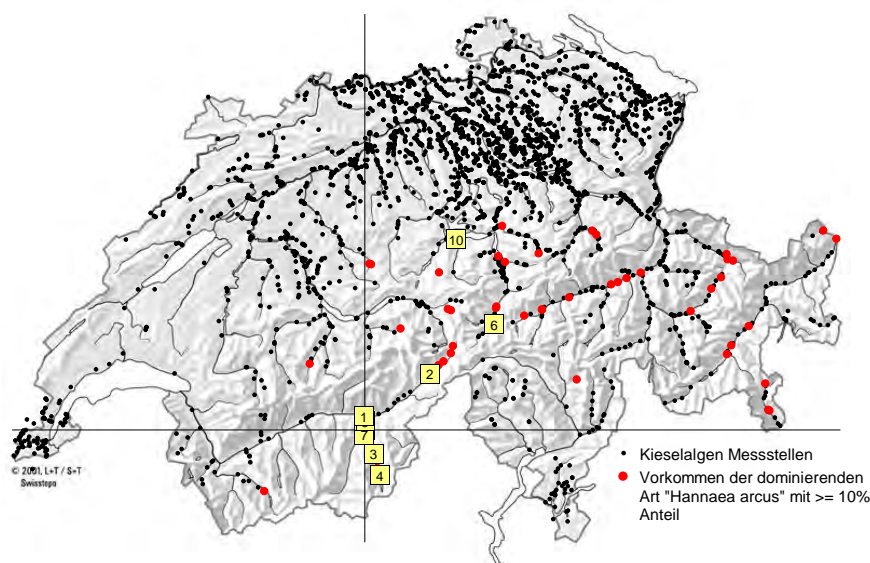 10
6
2
1
7
3
4
© 2001, L+T / S+T
Swisstopo
Kieselalgen Messstellen
Vorkommen der dominierenden
Art "Hannaea arcus" mit >= 10%
Anteil